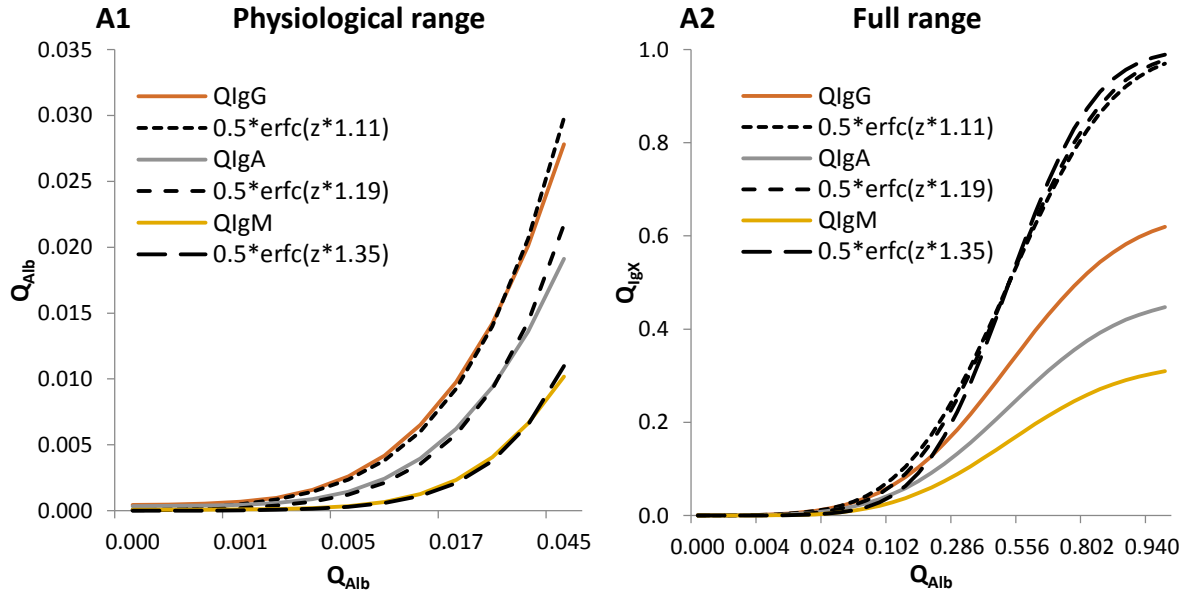 A1 Physiological range
0.035
0.030
0.025
0.020
0.015
0.010
0.005
0.000
Q_Alb
QIgG
0.5*erfc(z*1.11)
QIgA
0.5*erfc(z*1.19)
QIgM
0.5*erfc(z*1.35)
0.000 0.001 0.005 0.017 0.045
Q_Alb
A2 Full range
1.0
0.8
0.6
0.4
0.2
0.0
Q_IgX
QIgG
0.5*erfc(z*1.11)
QIgA
0.5*erfc(z*1.19)
QIgM
0.5*erfc(z*1.35)
0.000 0.004 0.024 0.102 0.286 0.556 0.802 0.940
Q_Alb